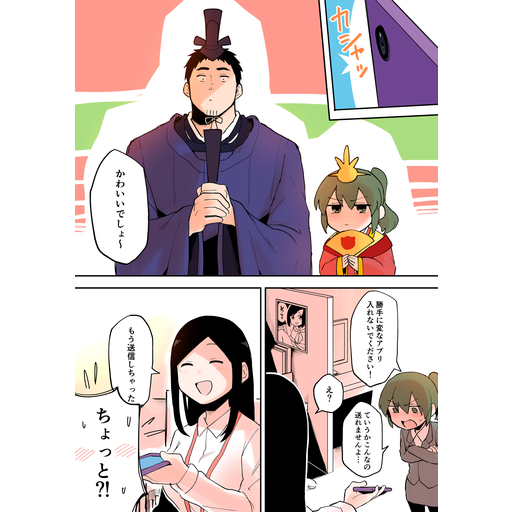 カシャッ
かわいいでしょ〜
勝手に変なアプリ
入れないでください！
え？
ていうかこんなの
送れませんよ…
もう送信しちゃった
ちょっと?!